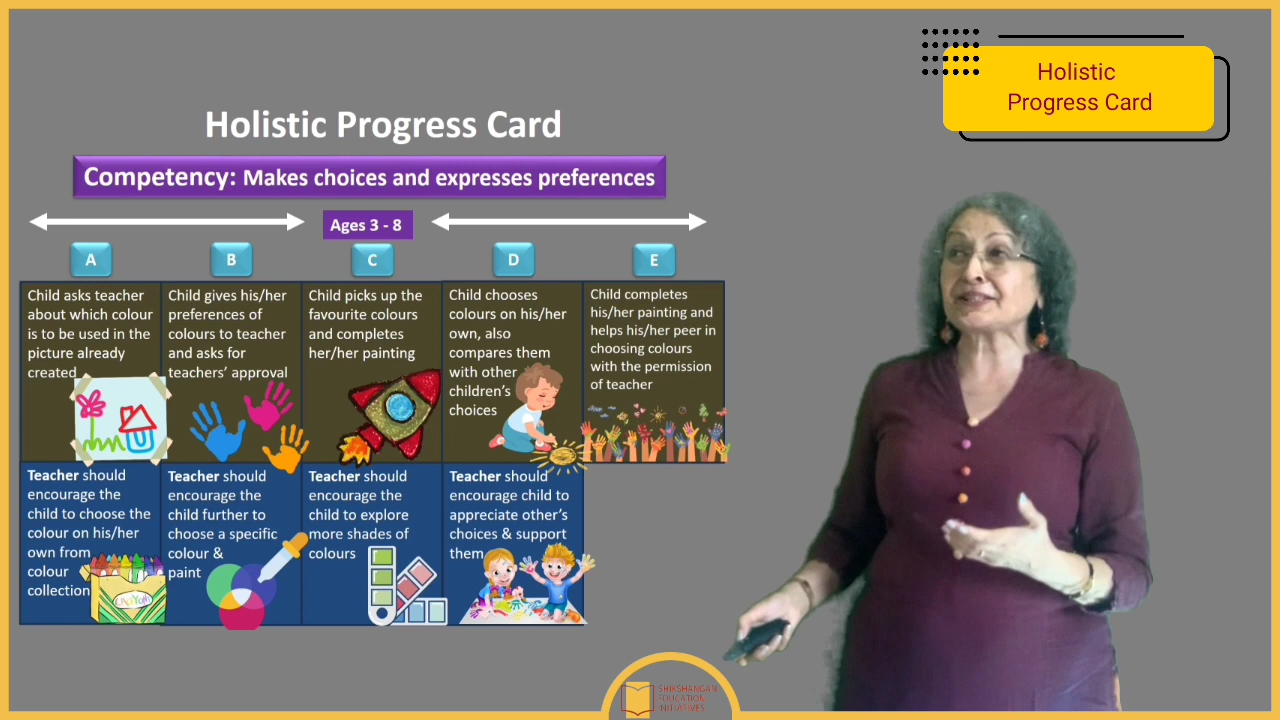 Holistic
Progress Card
Holistic Progress Card
Competency: Makes choices and expresses preferences
Ages 3 - 8
A
B
C
D
E
Child asks teacher
about which colour
is to be used in the
picture already
created
Child gives his/her
preferences of
colours to teacher
and asks for
teachers’ approval
Child picks up the
favourite colours
and completes
her/her painting
Child chooses
colours on his/her
own, also
compares them
with other
children’s
choices
Child completes
his/her painting and
helps his/her peer in
choosing colours
with the permission
of teacher
Teacher should
encourage the
child to choose the
colour on his/her
own from
colour
collection
Teacher should
encourage the
child further to
choose a specific
colour &
paint
Teacher should
encourage the
child to explore
more shades of
colours
Teacher should
encourage child to
appreciate other’s
choices & support
them
SHIKSHANGAN
EDUCATION
INITIATIVES